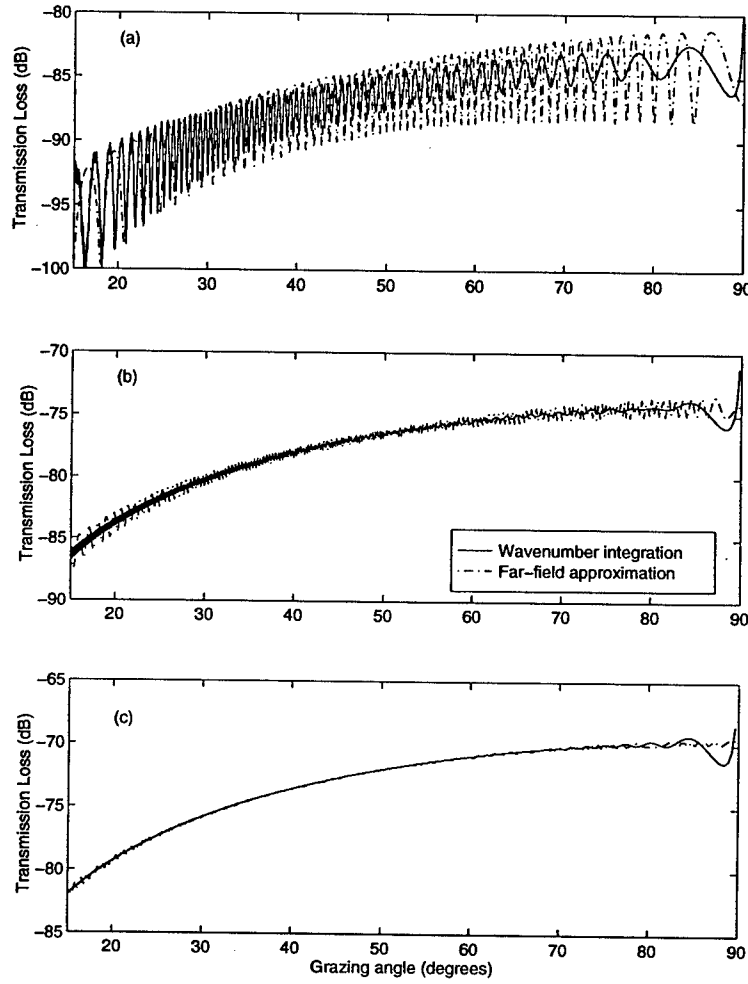 −80
(a)
−85
−90
−95
−100
Transmission Loss (dB)
20 30 40 50 60 70 80 90
−70
(b)
−75
−80
−85
−90
Transmission Loss (dB)
Wavenumber integration
Far−field approximation
20 30 40 50 60 70 80 90
−65
(c)
−70
−75
−80
−85
Transmission Loss (dB)
20 30 40 50 60 70 80 90
Grazing angle (degrees)